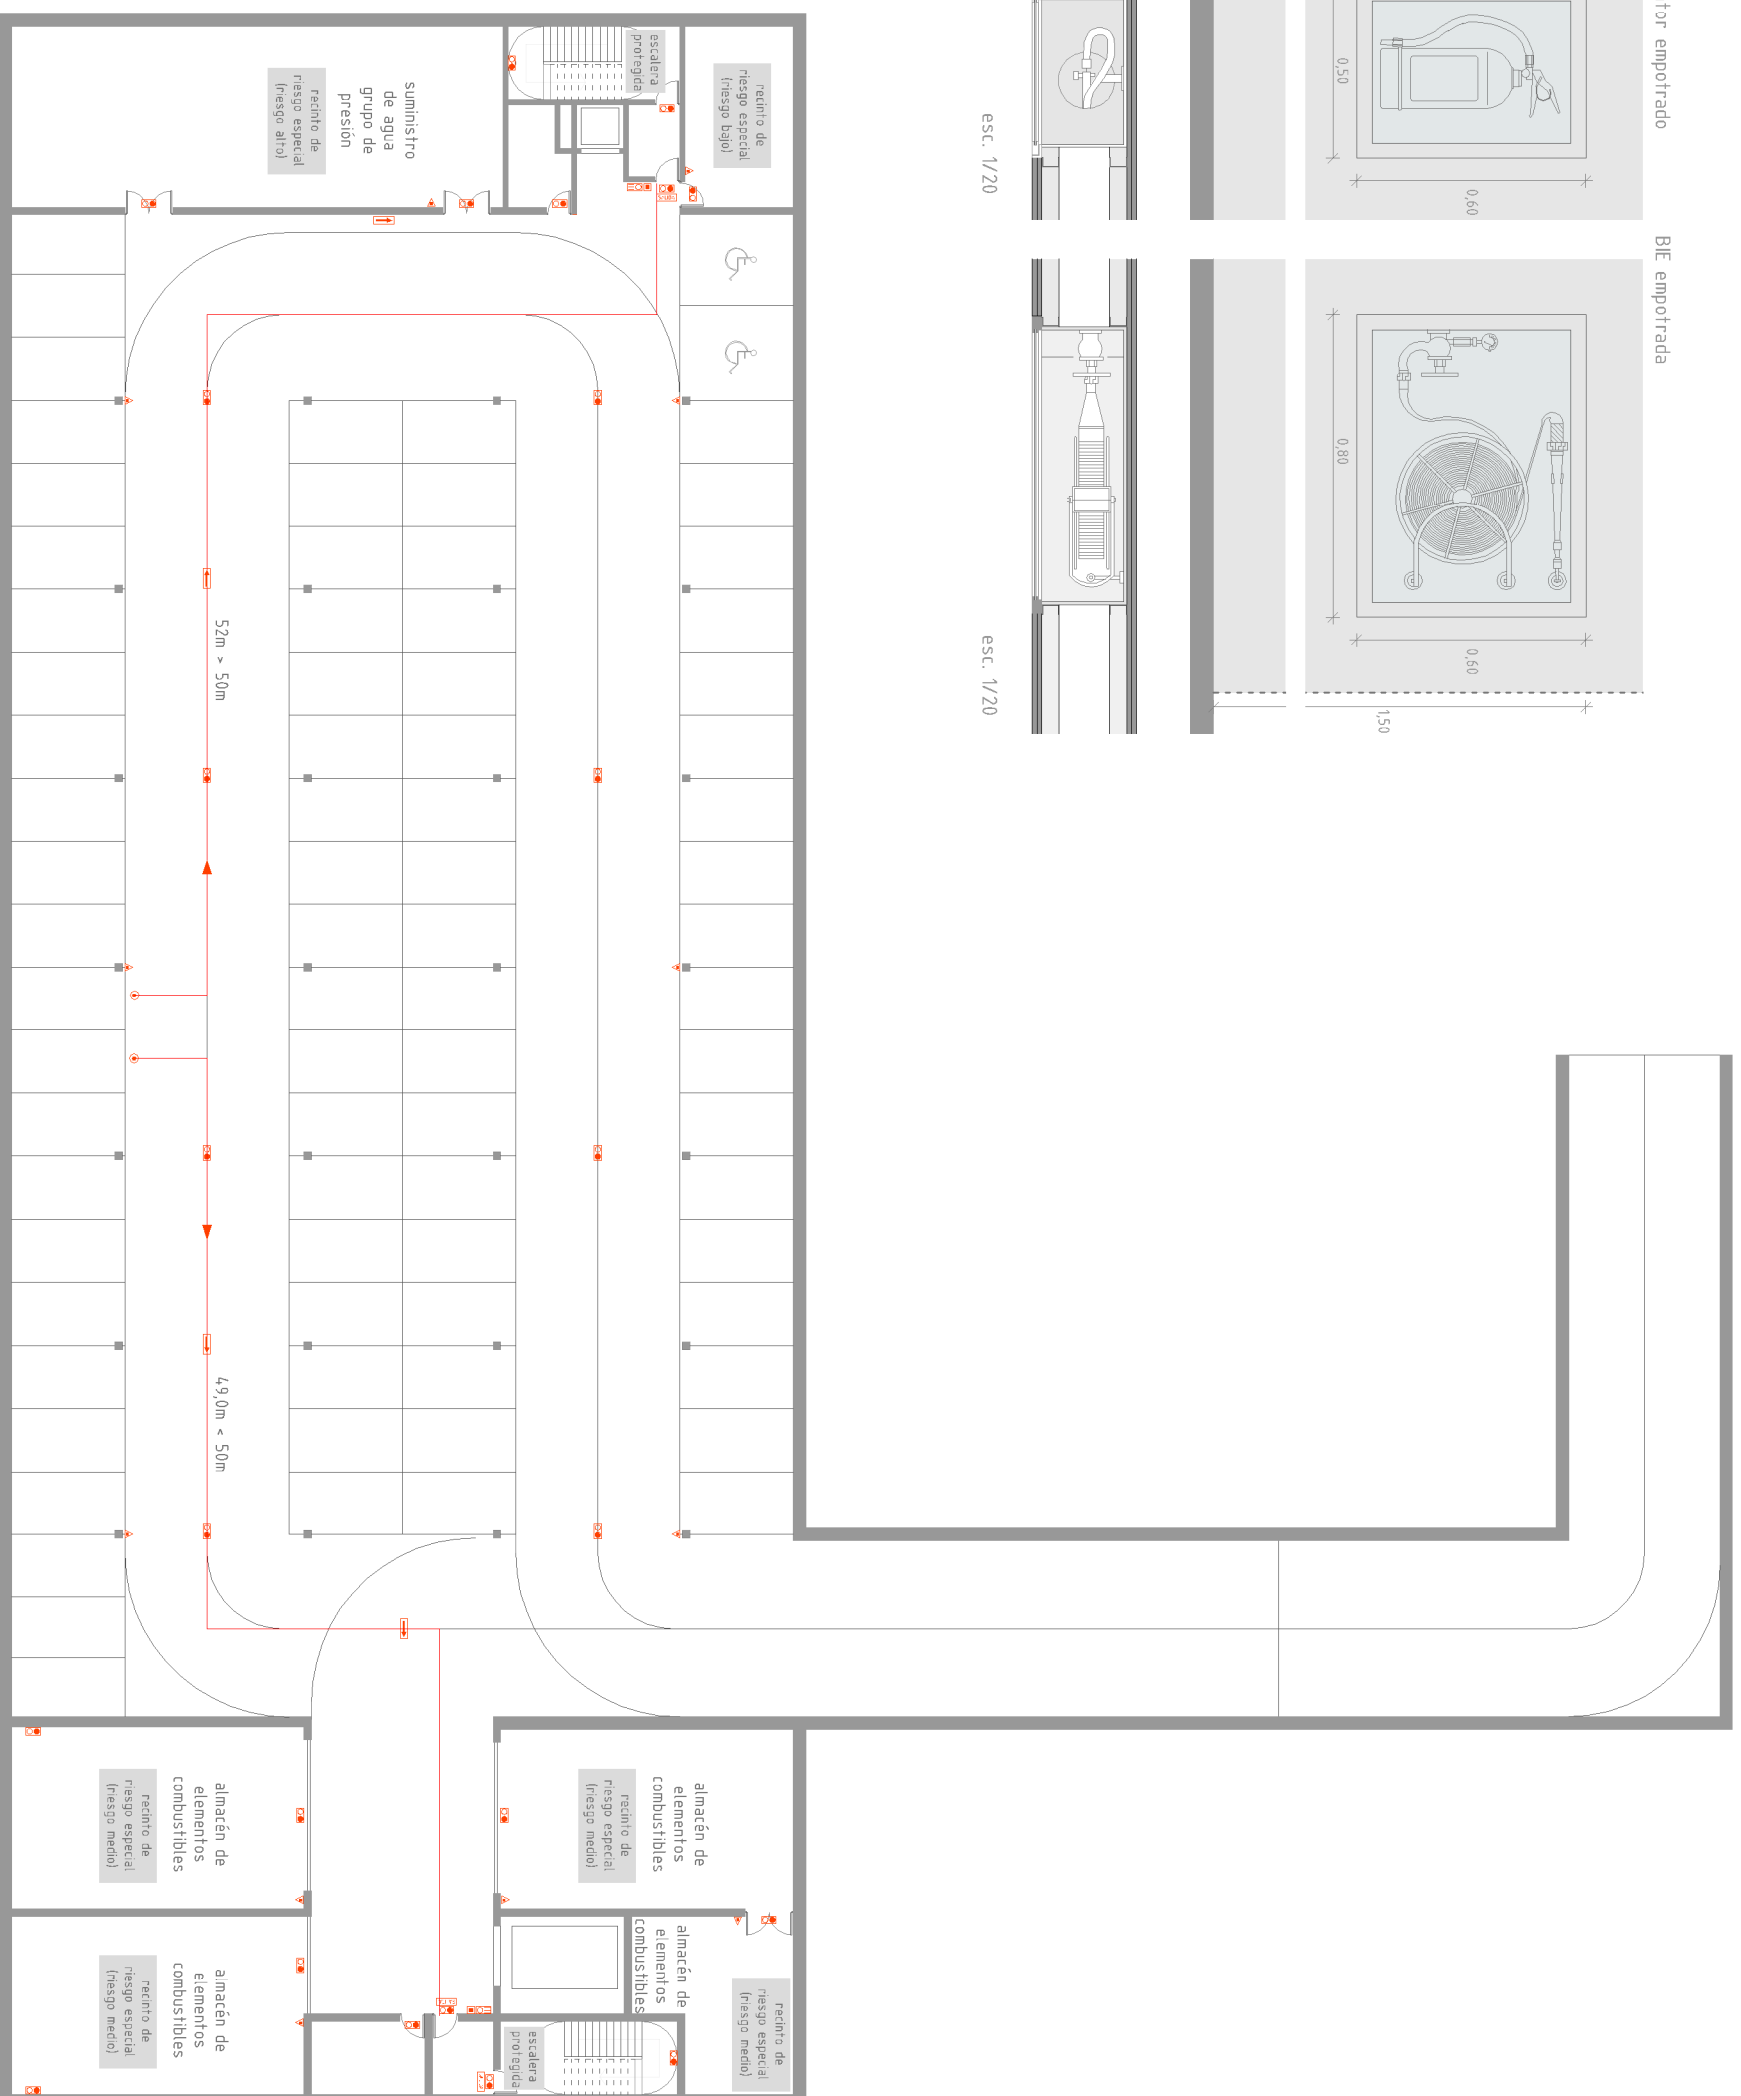 tor empotrado
0,50
0,60
esc. 1/20
BIE empotrada
0,80
0,60
1,50
esc. 1/20
recinto de
riesgo especial
(riesgo bajo)
escalera
protegida
suministro
de agua
grupo de
presión
recinto de
riesgo especial
(riesgo alto)
52m > 50m
49,0m < 50m
almacén de
elementos
combustibles
recinto de
riesgo especial
(riesgo medio)
almacén de
elementos
combustibles
recinto de
riesgo especial
(riesgo medio)
almacén de
elementos
combustibles
recinto de
riesgo especial
(riesgo medio)
almacén de
elementos
combustibles
recinto de
riesgo especial
(riesgo medio)
escalera
protegida